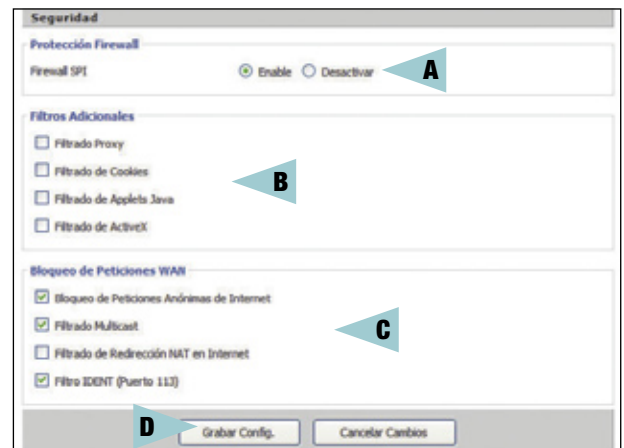 Seguridad
Protección Firewall
Firewall SPI Enable Desactivar A
Filtros Adicionales
Filtrado Proxy
Filtrado de Cookies
B
Filtrado de Applets Java
Filtrado de ActiveX
Bloqueo de Peticiones WAN
Bloqueo de Peticiones Anónimas de Internet
Filtrado Multicast
C
Filtrado de Redirección NAT en Internet
Filtro IDENT (Puerto 113)
D Grabar Config. Cancelar Cambios